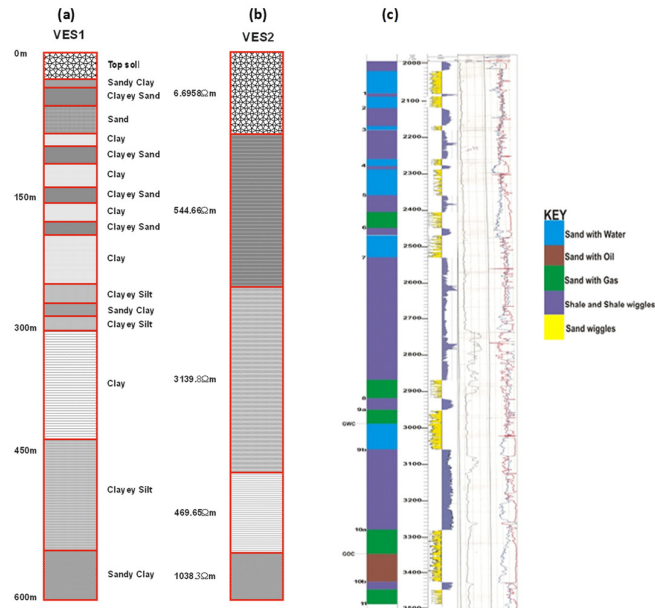 (a)
(b)
(c)
VES1
VES2
0m
150m
300m
450m
600m
Top soil
Sandy Clay
Clayey Sand
Sand
Clay
Clayey Sand
Clay
Clayey Sand
Clay
Clayey Sand
Clay
Clayey Silt
Sandy Clay
Clayey Silt
Clay
Clayey Silt
Sandy Clay
6.6958Ωm
544.66Ωm
3139.8Ωm
469.65Ωm
1038.3Ωm
1
2
3
4
5
6
7
8
9a
GWC
9b
10a
GOC
10b
11
2000
2100
2200
2300
2400
2500
2600
2700
2800
2900
3000
3100
3200
3300
3400
3500
KEY
Sand with Water
Sand with Oil
Sand with Gas
Shale and Shale wiggles
Sand wiggles